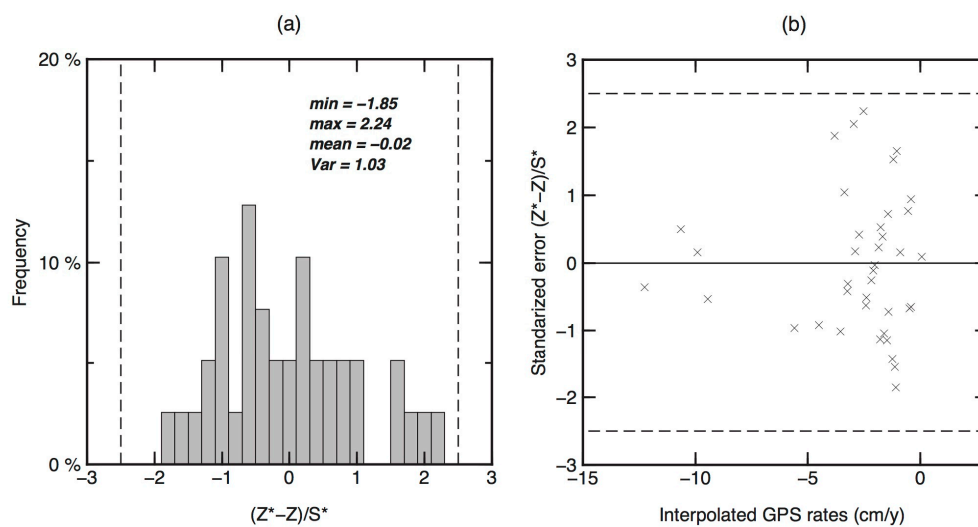 (a)
20 %
10 %
0 %
Frequency
min = −1.85
max = 2.24
mean = −0.02
Var = 1.03
−3 −2 −1 0 1 2 3
(Z*−Z)/S*
(b)
3
2
1
0
−1
−2
−3
Standarized error (Z*−Z)/S*
−15 −10 −5 0
Interpolated GPS rates (cm/y)